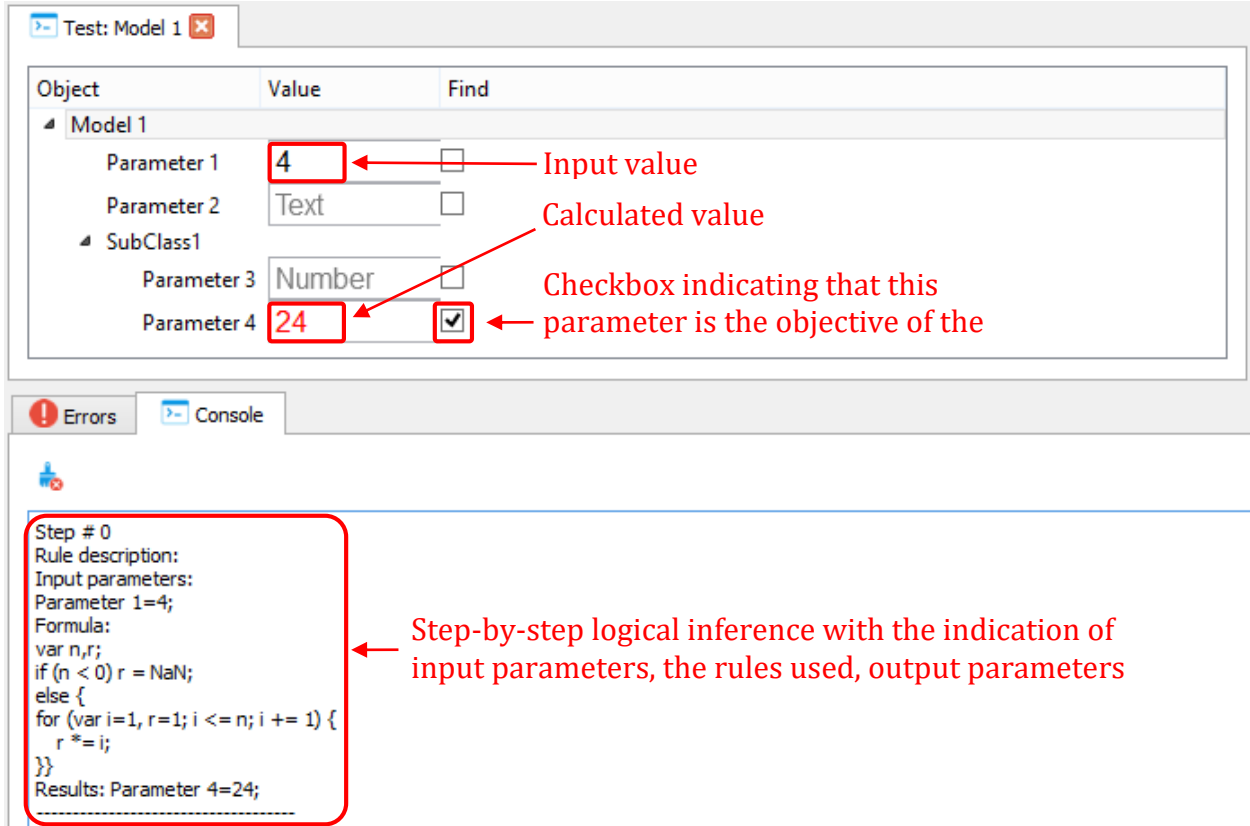 Test: Model 1
Object Value Find
Model 1
Parameter 1 4 Input value
Parameter 2 Text Calculated value
SubClass1
Parameter 3 Number Checkbox indicating that this
Parameter 4 24 parameter is the objective of the
Errors Console
Step # 0
Rule description:
Input parameters:
Parameter 1=4;
Formula:
var n,r;
if (n < 0) r = NaN;
else {
for (var i=1, r=1; i <= n; i += 1) {
r *= i;
}}
Results: Parameter 4=24;
------------------------------------
Step-by-step logical inference with the indication of
input parameters, the rules used, output parameters